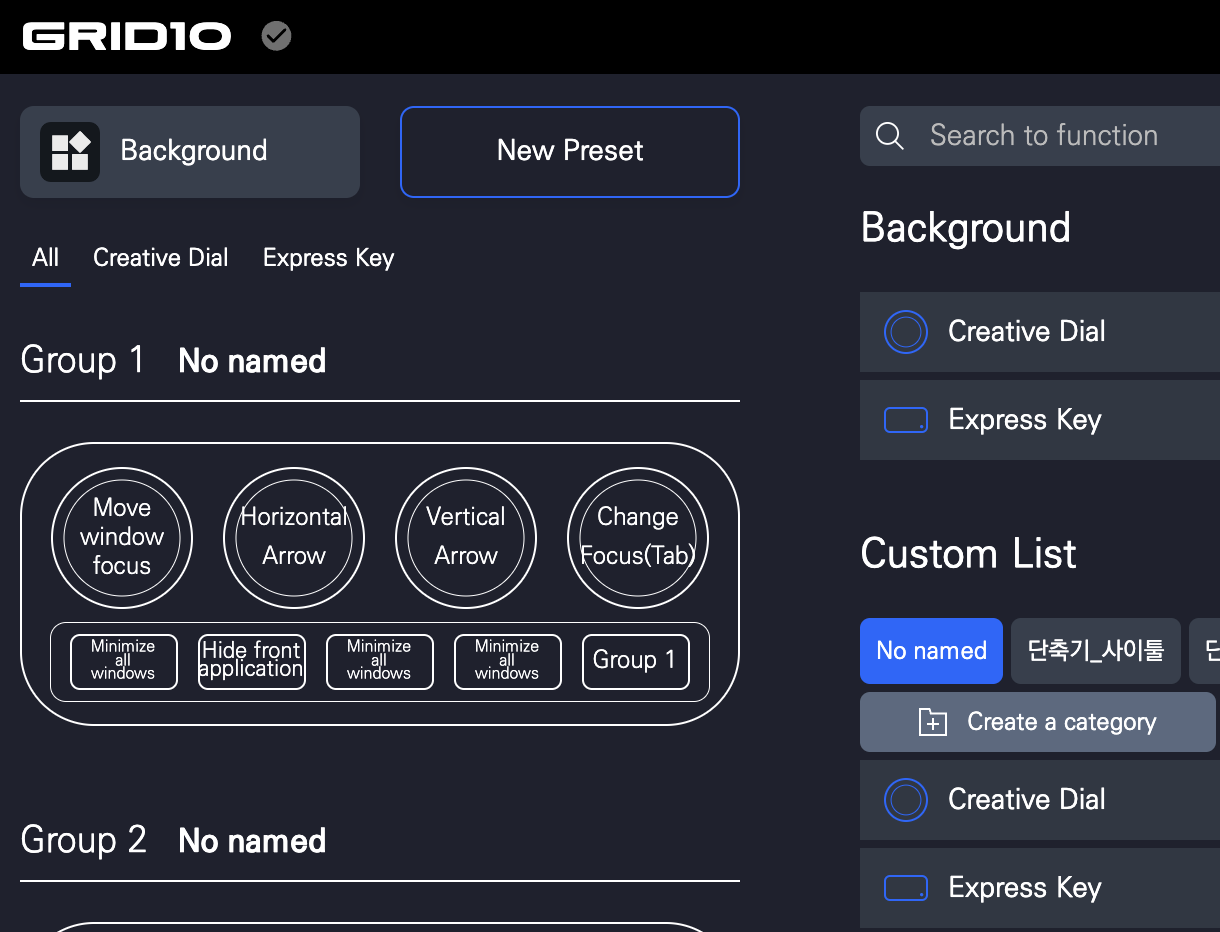 GRID10
Background
New Preset
Search to function
All
Creative Dial
Express Key
Background
Creative Dial
Express Key
Group 1 No named
Move
window
focus
Horizontal
Arrow
Vertical
Arrow
Change
Focus(Tab)
Minimize
all
windows
Hide front
application
Minimize
all
windows
Minimize
all
windows
Group 1
Custom List
No named
단축기_사이툴
Create a category
Creative Dial
Express Key
Group 2 No named